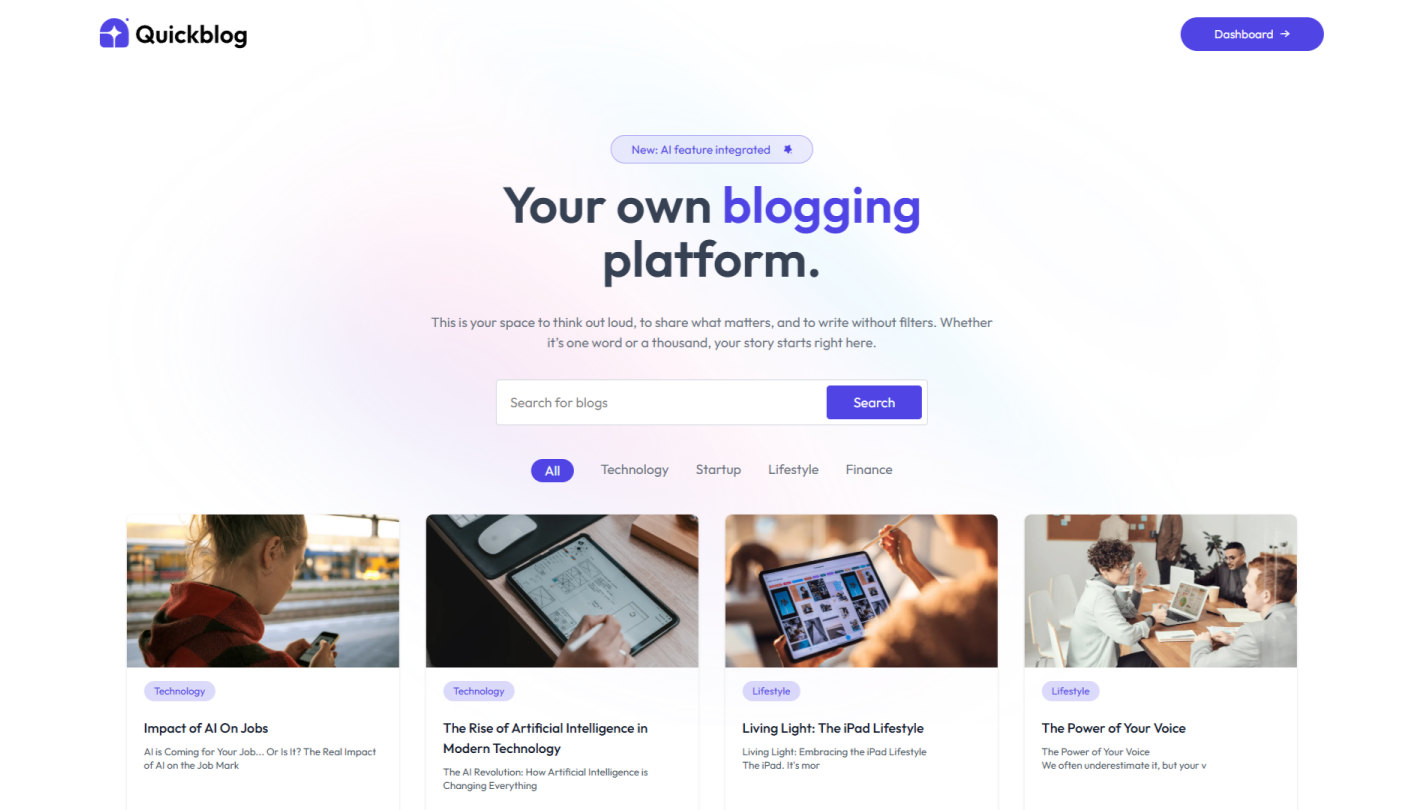 Quickblog
Dashboard →
New: AI feature integrated
Your own blogging
platform.
This is your space to think out loud, to share what matters, and to write without filters. Whether
it's one word or a thousand, your story starts right here.
Search for blogs
Search
All Technology Startup Lifestyle Finance
Technology
Impact of AI On Jobs
AI is Coming for Your Job... Or Is It? The Real Impact
of AI on the Job Mark
Technology
The Rise of Artificial Intelligence in
Modern Technology
The AI Revolution: How Artificial Intelligence is
Changing Everything
Lifestyle
Living Light: The iPad Lifestyle
Living Light: Embracing the iPad Lifestyle
The iPad. It's mor
Lifestyle
The Power of Your Voice
The Power of Your Voice
We often underestimate it, but your v